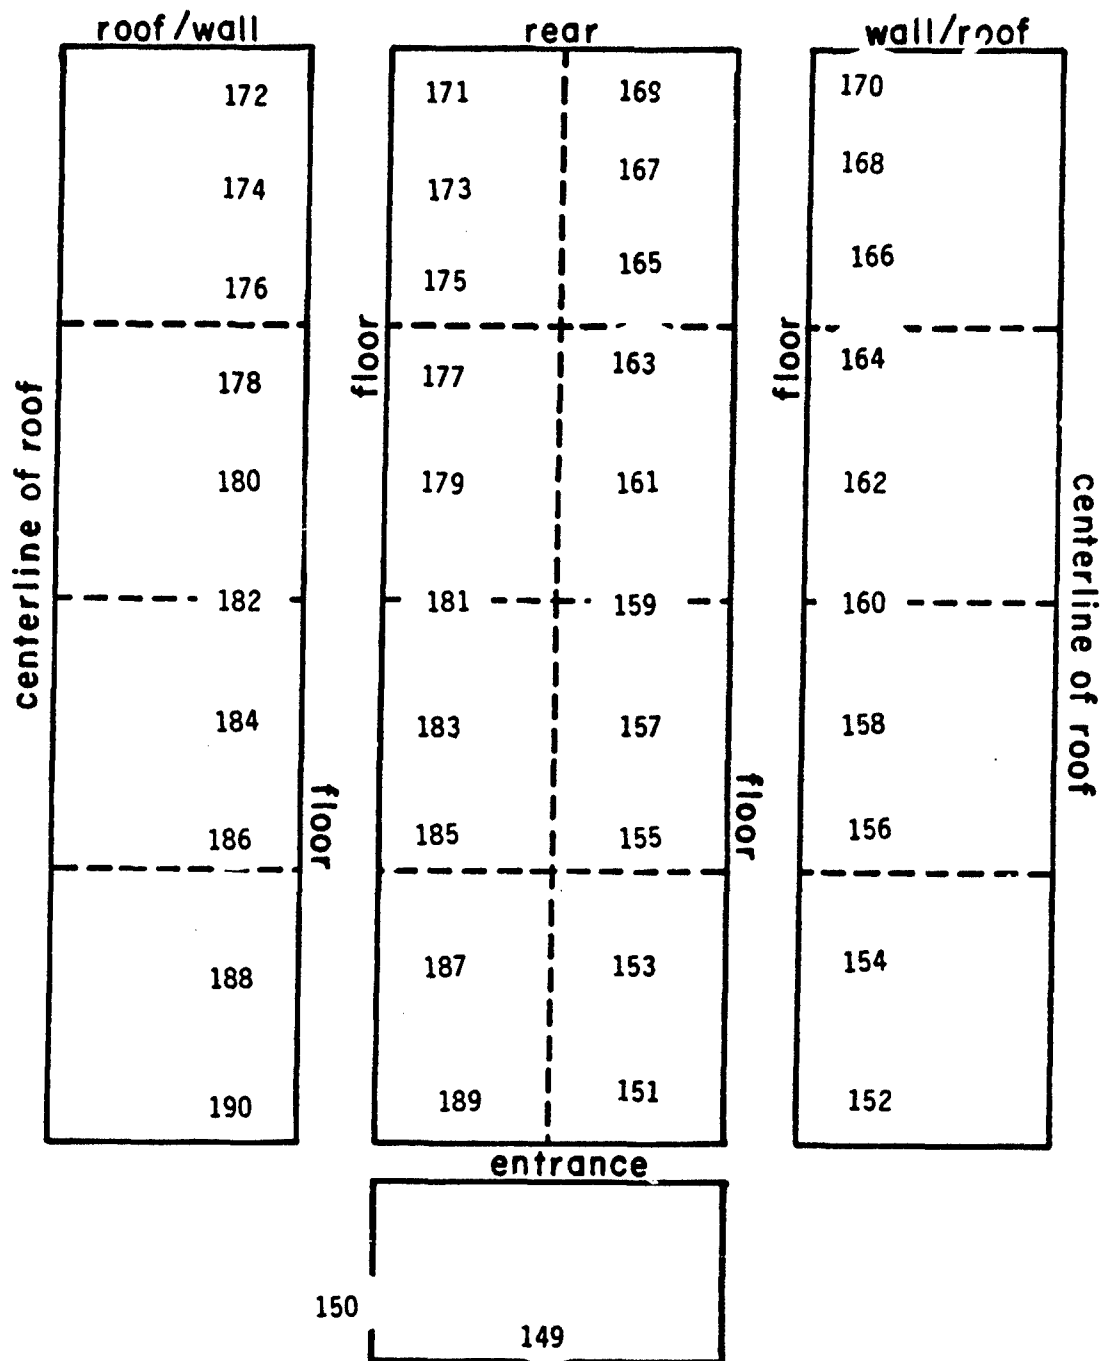 roof/wall rear wall/roof
172 171 169 170
174 173 167 168
176 175 165 166
floor floor
178 177 163 164
centerline of roof
180 179 161 162
centerline of roof
182 181 159 160
184 183 157 158
floor floor
186 185 155 156
188 187 153 154
190 189 151 152
entrance
150
149